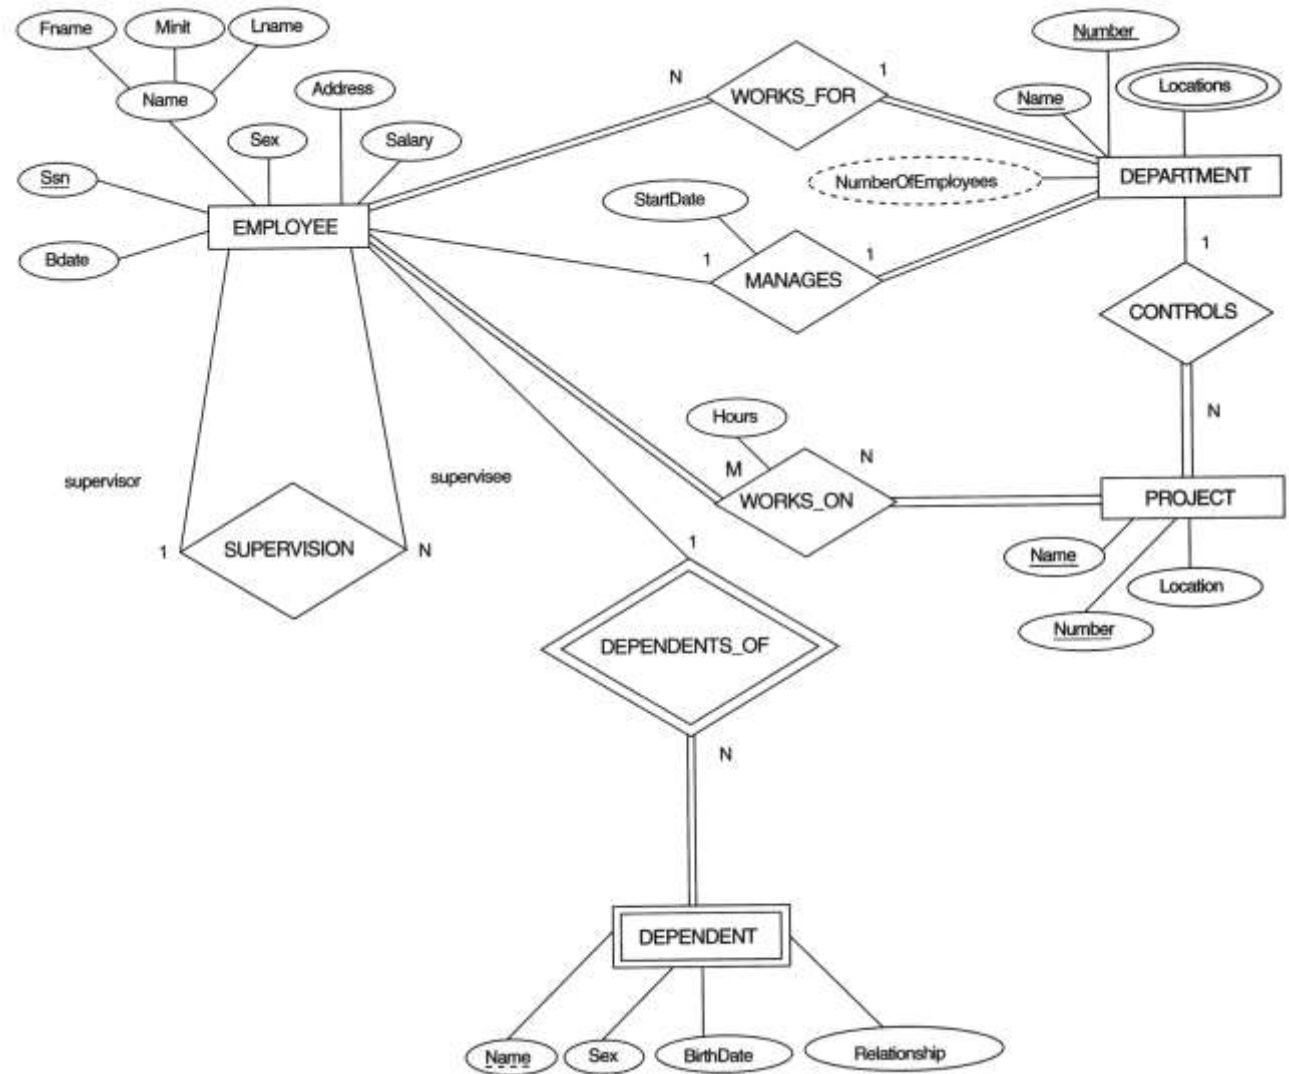 Fname
Minit
Lname
Number
Name
Address
N
1
WORKS_FOR
Name
Locations
Sex
Salary
Ssn
StartDate
NumberOfEmployees
DEPARTMENT
EMPLOYEE
Bdate
1
1
MANAGES
1
CONTROLS
Hours
N
M
N
supervisor
supervisee
WORKS_ON
PROJECT
1
SUPERVISION
N
1
Name
Location
Number
DEPENDENTS_OF
N
DEPENDENT
Name
Sex
BirthDate
Relationship